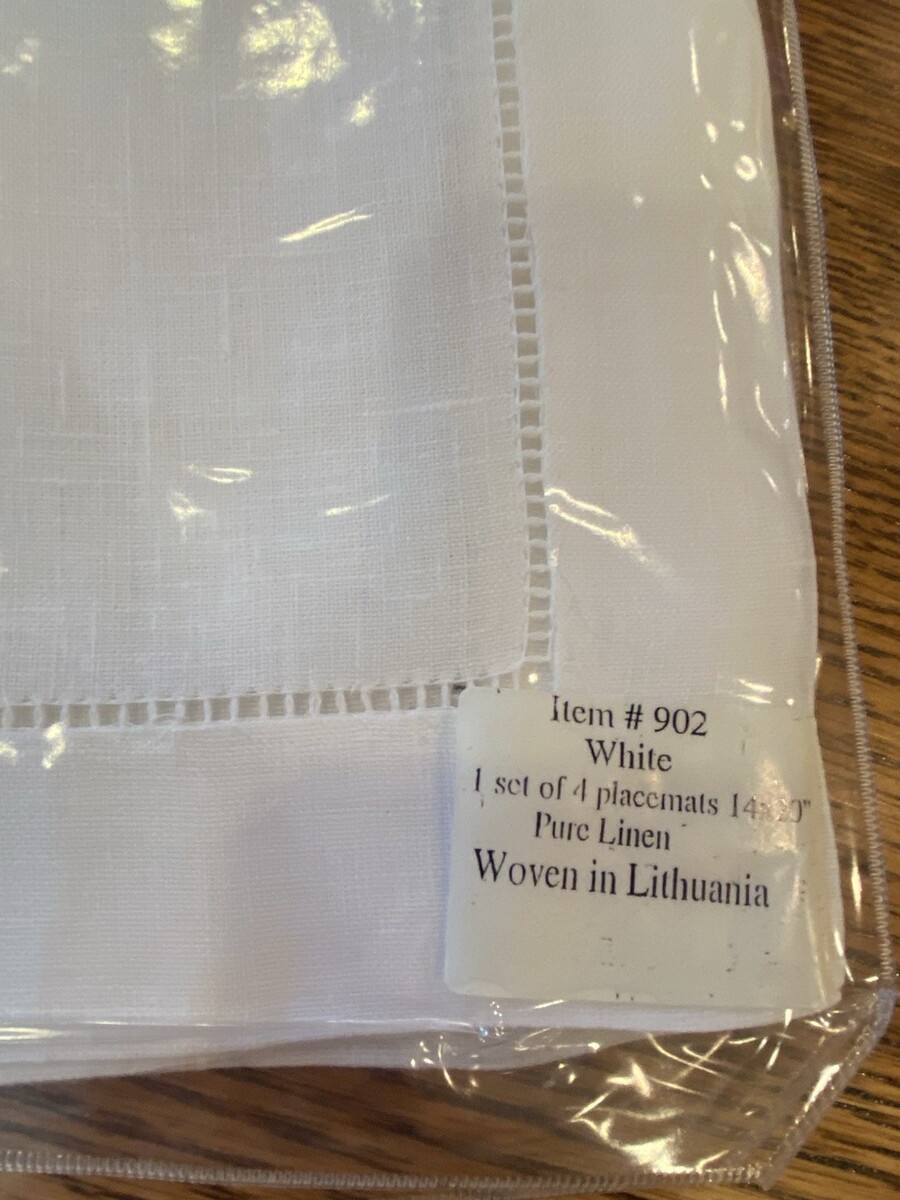 Item # 902
White
1 set of 4 placemats 14x20"
Pure Linen
Woven in Lithuania